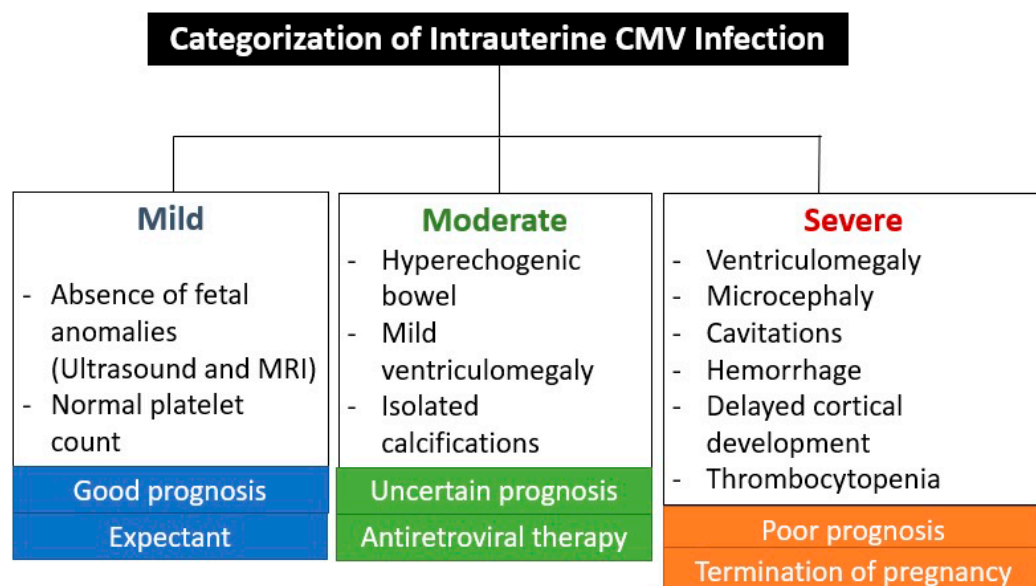 Categorization of Intrauterine CMV Infection
Mild
- Absence of fetal
anomalies
(Ultrasound and MRI)
- Normal platelet
count
Good prognosis
Expectant
Moderate
- Hyperechogenic
bowel
- Mild
ventriculomegaly
- Isolated
calcifications
Uncertain prognosis
Antiretroviral therapy
Severe
- Ventriculomegaly
- Microcephaly
- Cavitations
- Hemorrhage
- Delayed cortical
development
- Thrombocytopenia
Poor prognosis
Termination of pregnancy